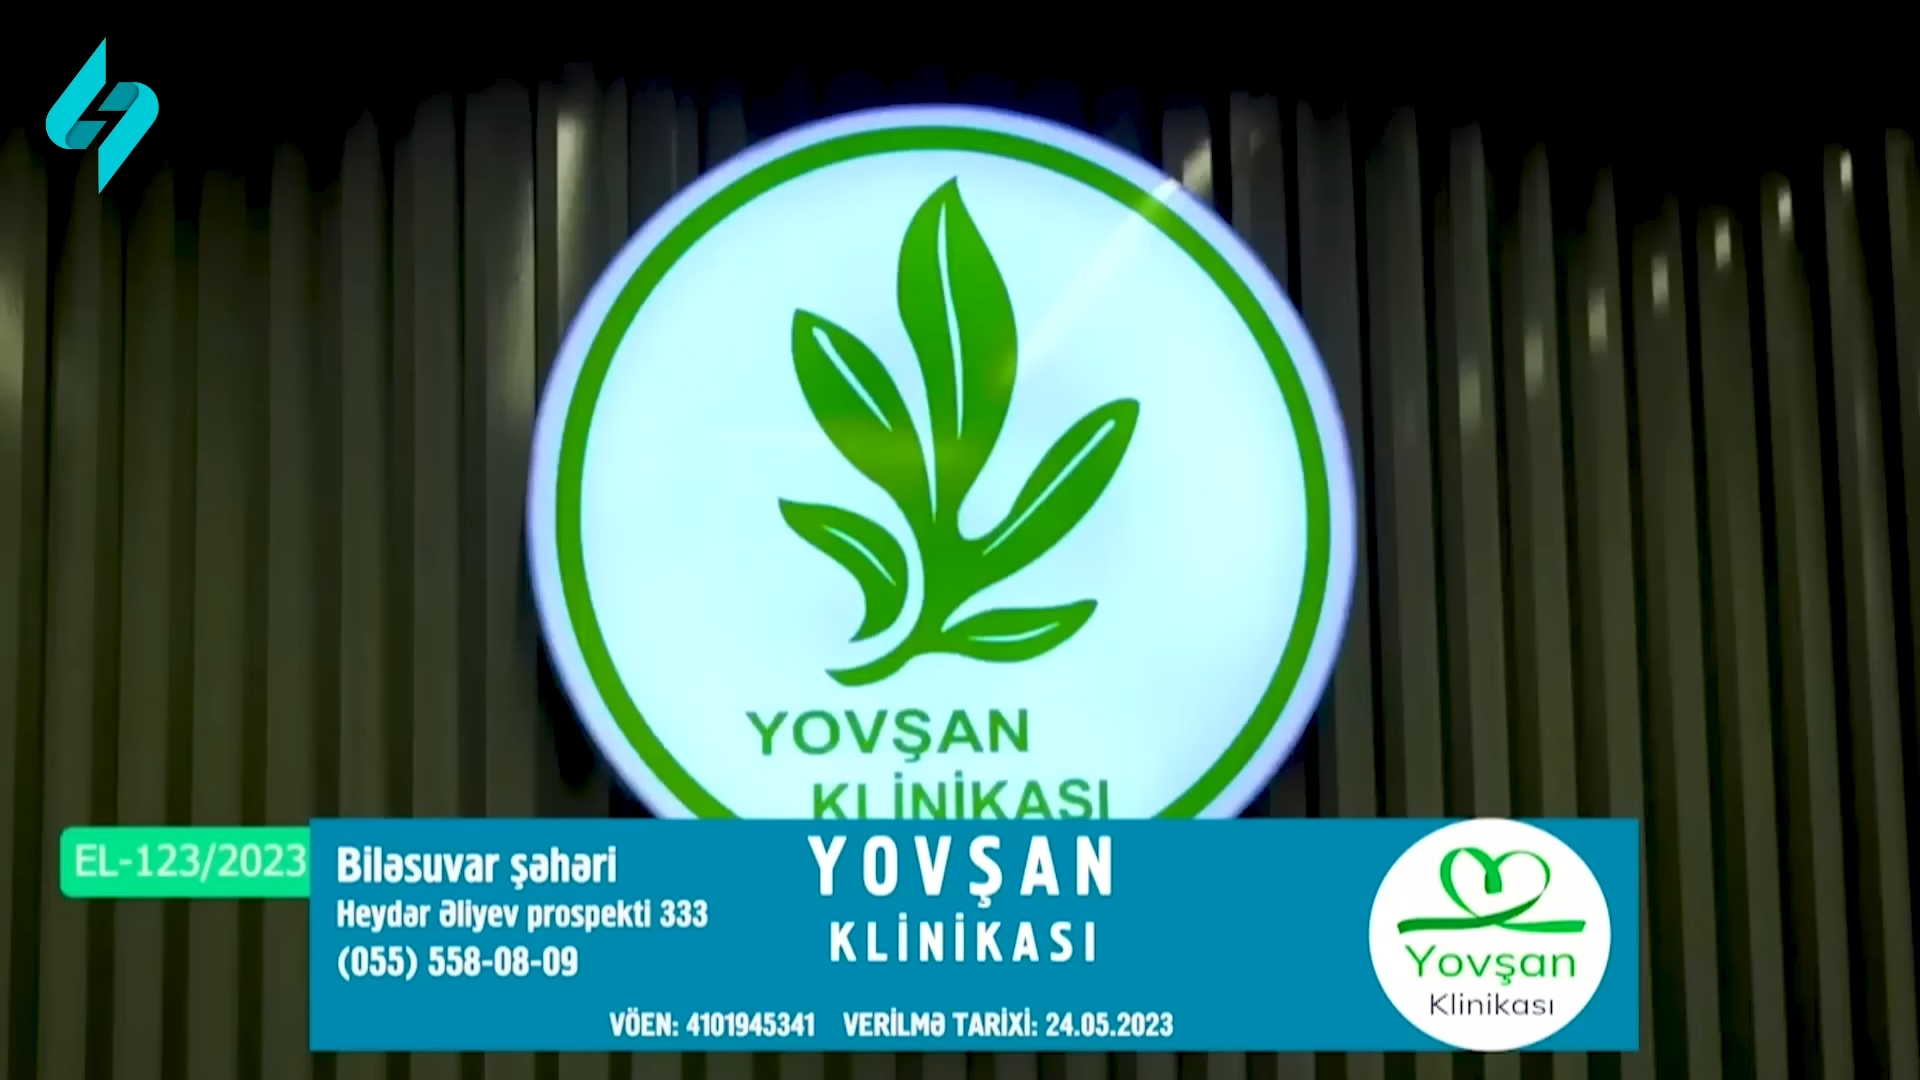 YOVŞAN
KLİNİKASI
EL-123/2023
Biləsuvar şəhəri
Heydər Əliyev prospekti 333
(055) 558-08-09
YOVŞAN
KLİNİKASI
VÖEN: 4101945341 VERİLMƏ TARİXİ: 24.05.2023
Yovşan
Klinikası